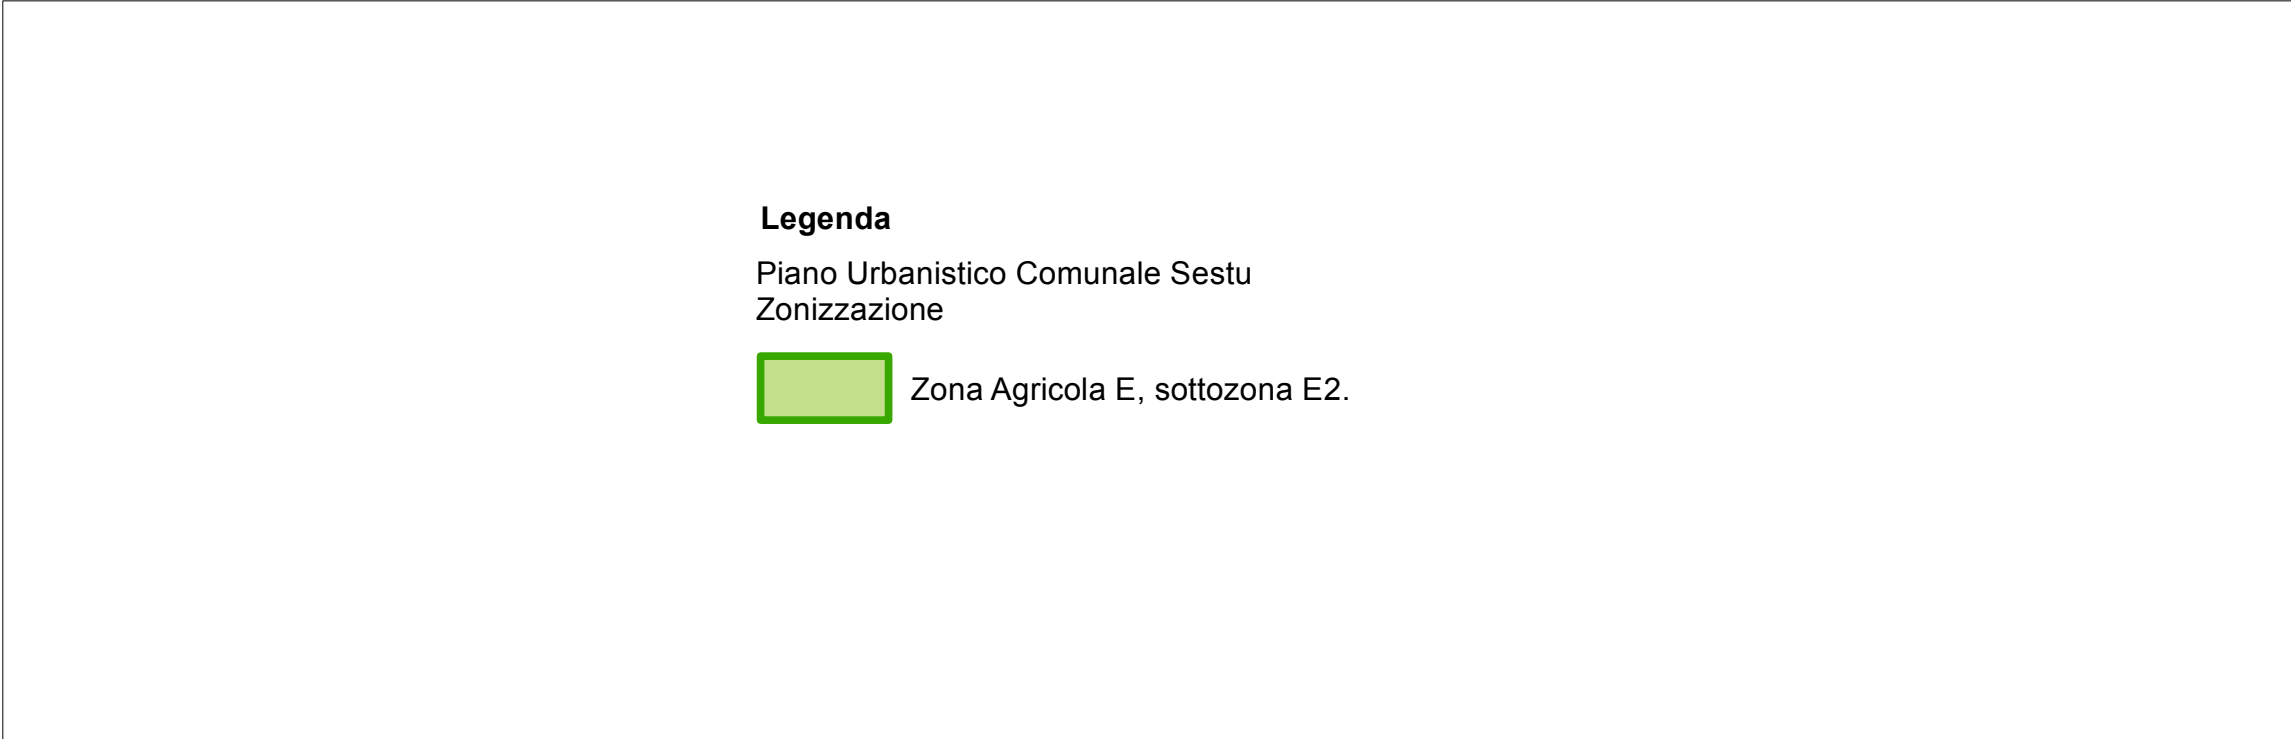 Legenda
Piano Urbanistico Comunale Sestu
Zonizzazione
Zona Agricola E, sottozona E2.